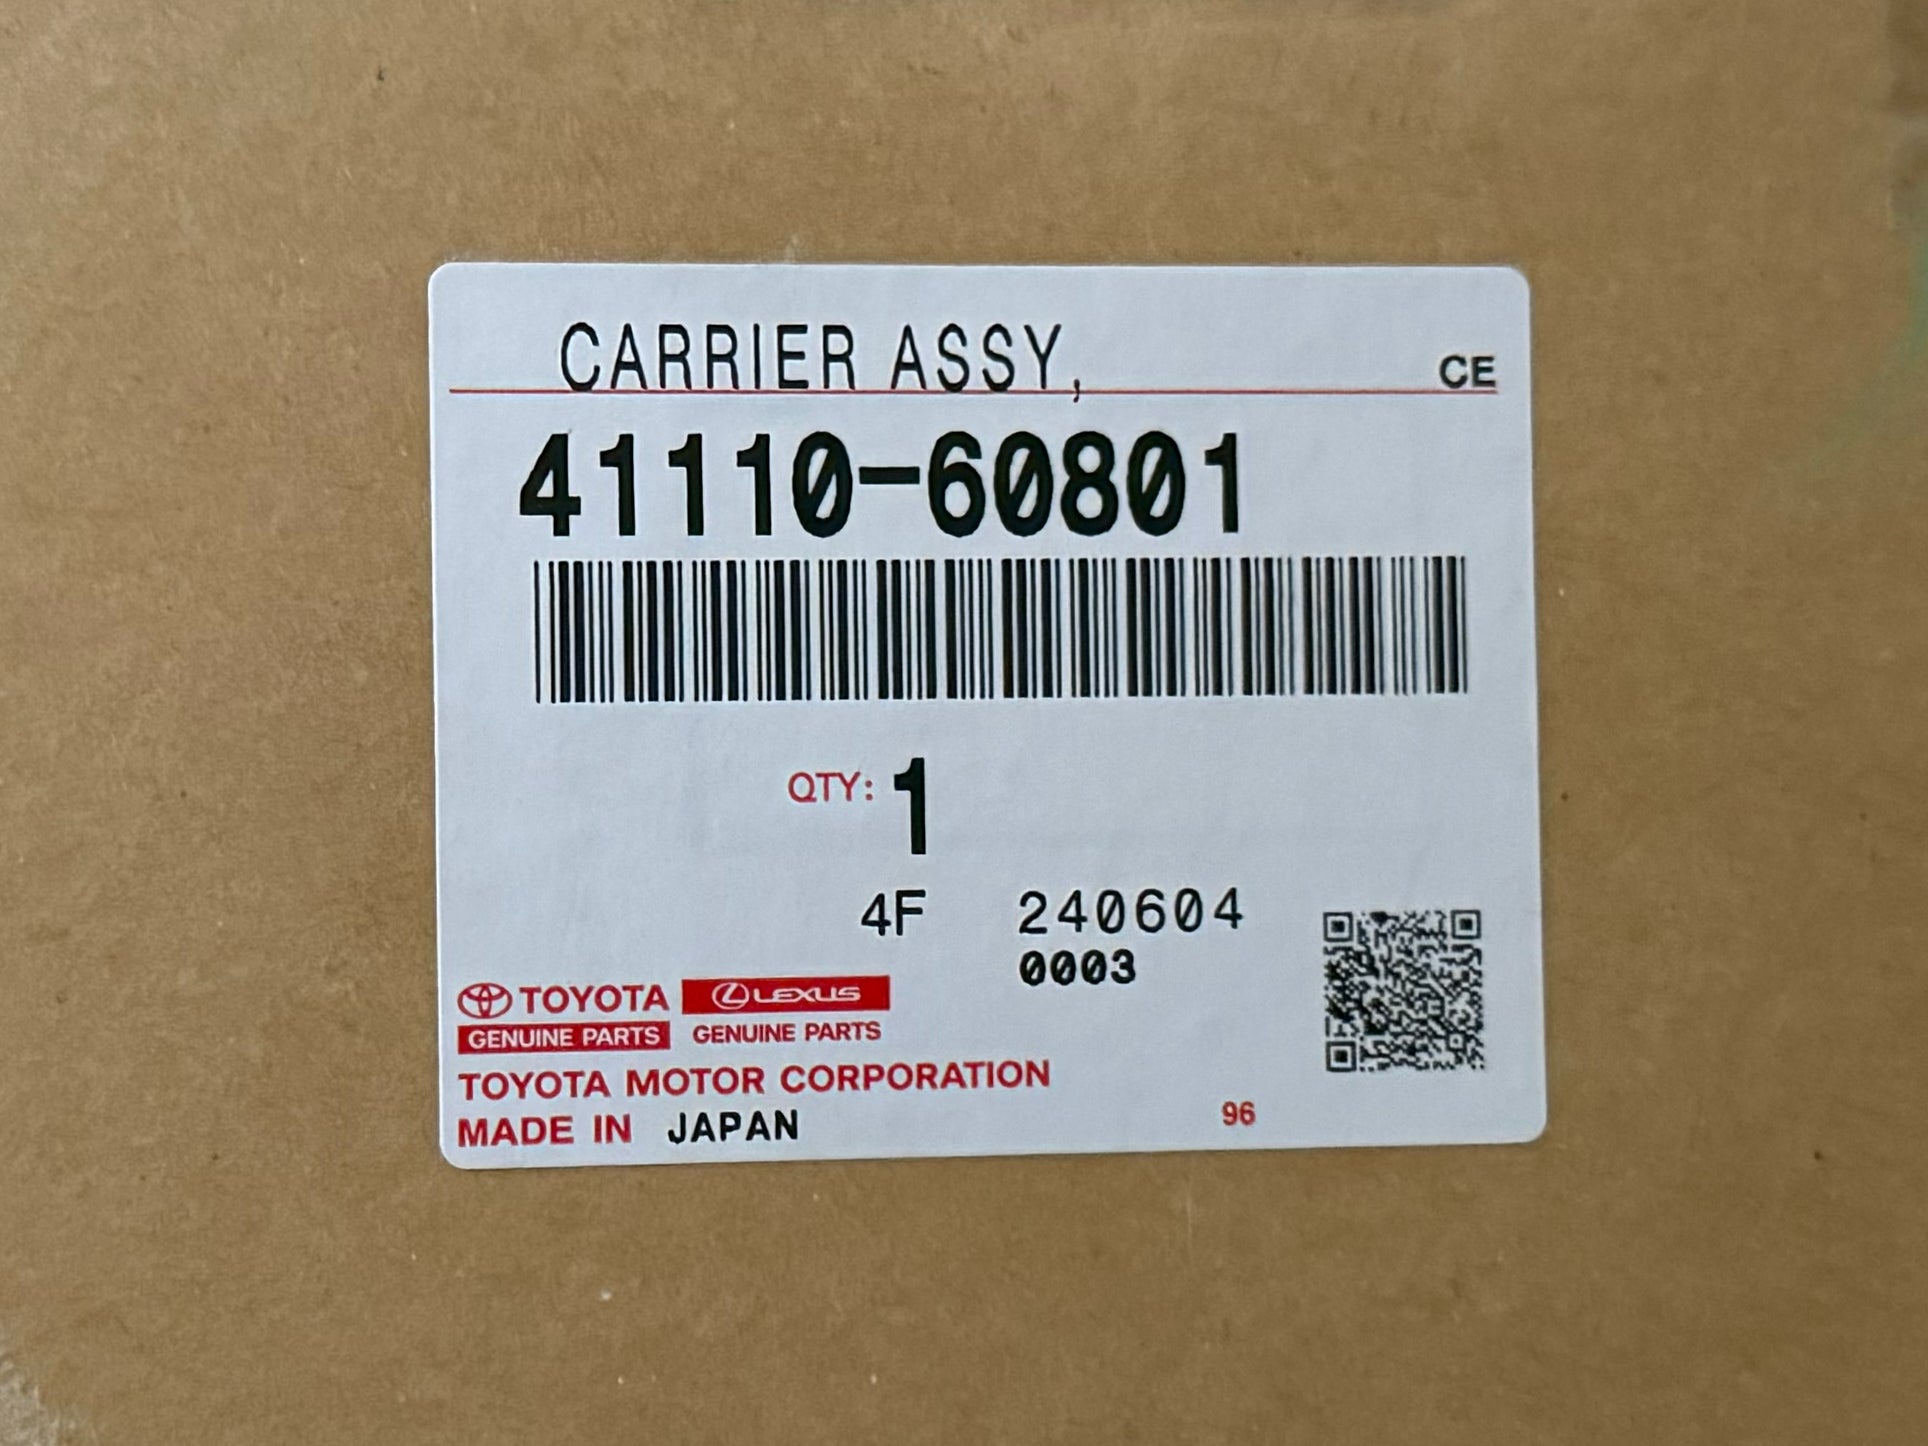 CARRIER ASSY,
CE
41110-60801
QTY: 1
4F 240604
0003
TOYOTA LEXUS
GENUINE PARTS GENUINE PARTS
TOYOTA MOTOR CORPORATION
MADE IN JAPAN
96